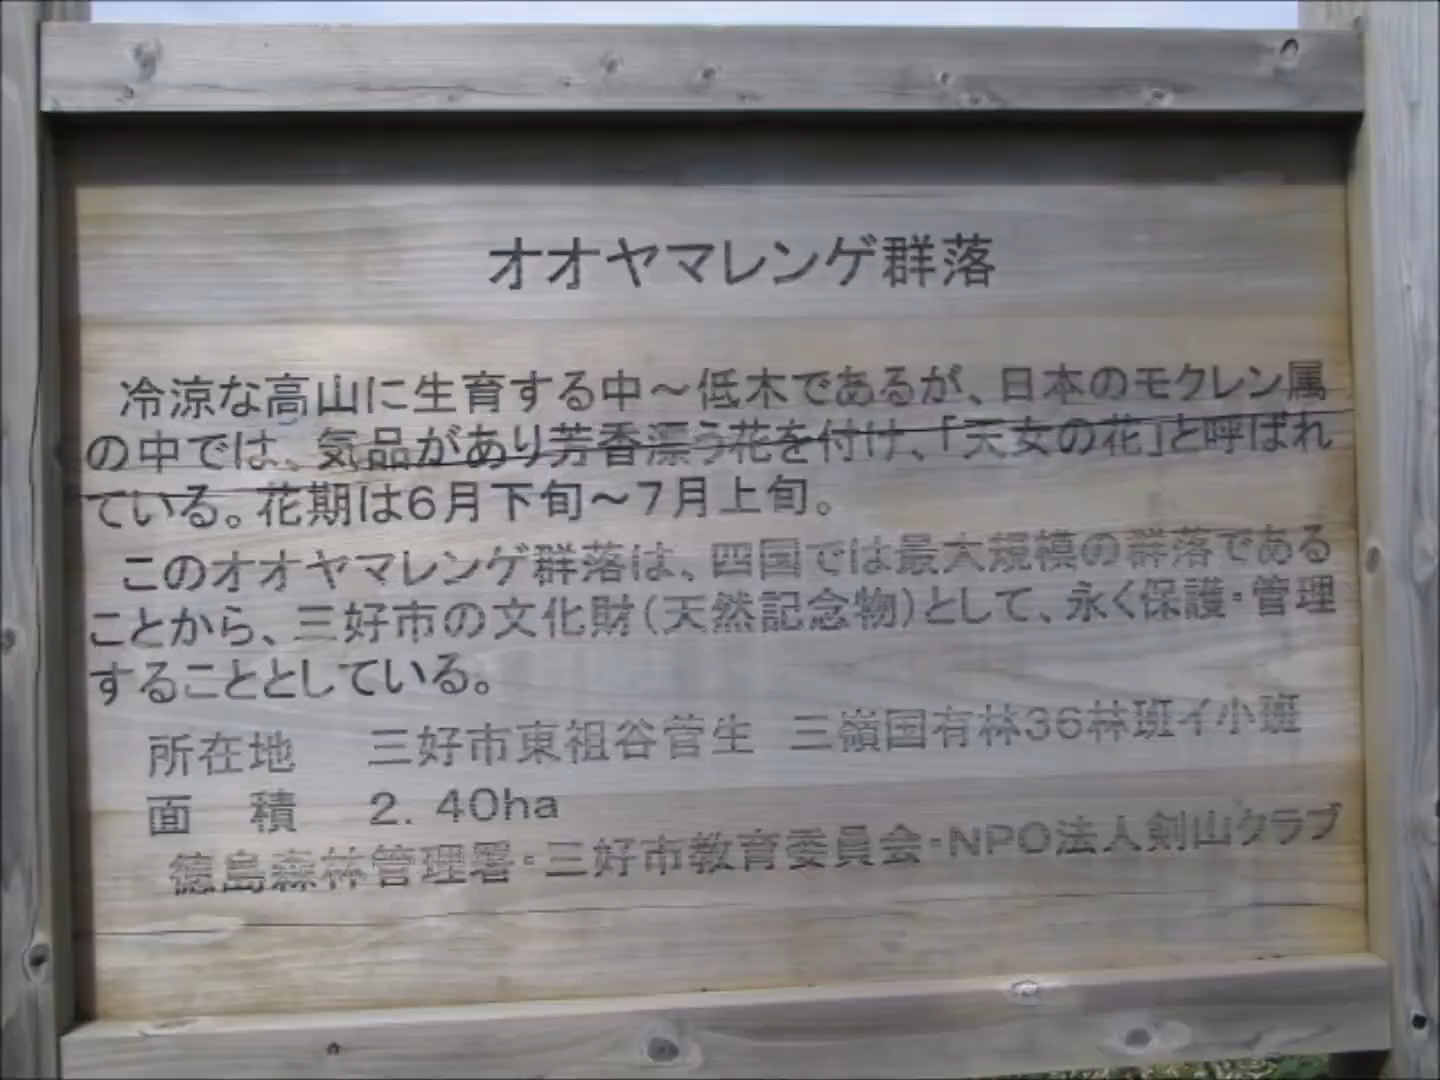 オオヤマレンゲ群落
冷涼な高山に生育する中～低木であるが、日本のモクレン属
の中では、気品があり芳香漂う花を付け、「天女の花」と呼ばれ
ている。花期は６月下旬～７月上旬。
このオオヤマレンゲ群落は、四国では最大規模の群落である
ことから、三好市の文化財（天然記念物）として、永く保護・管理
することとしている。
所在地　三好市東祖谷菅生　三嶺国有林36林班イ小班
面　積　２．４０ha
徳島森林管理署・三好市教育委員会・NPO法人剣山クラブ